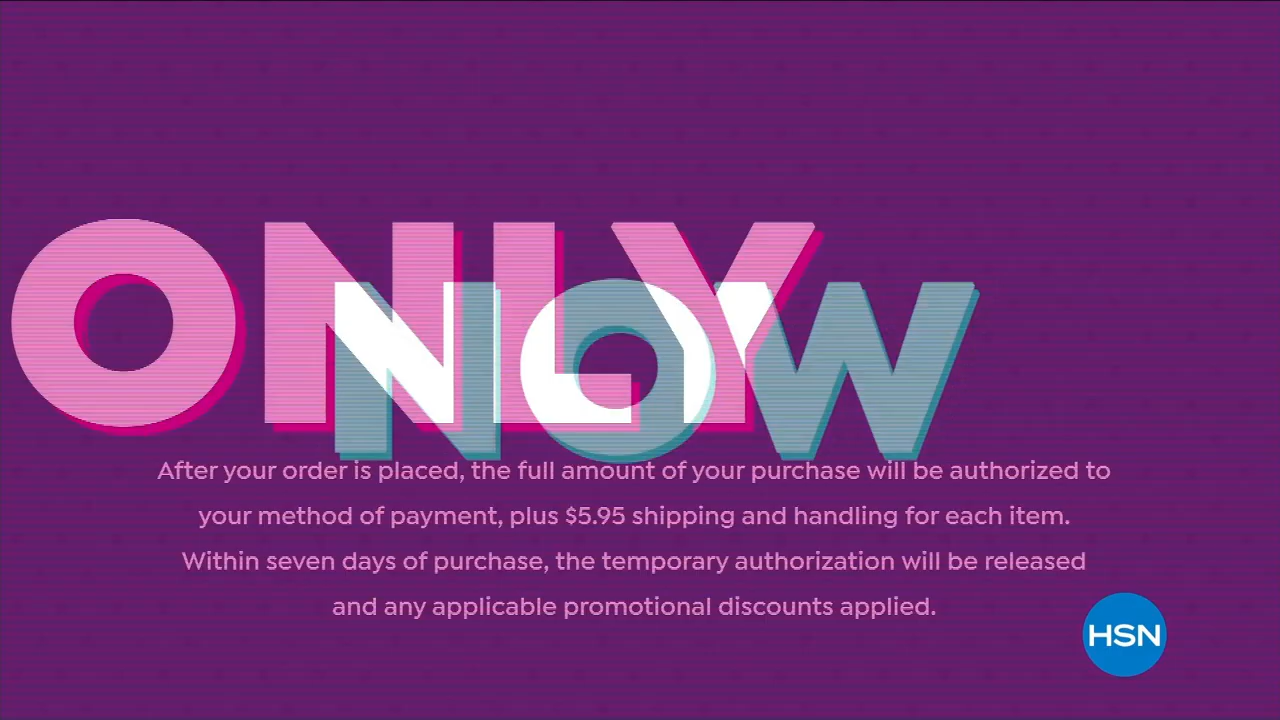 ONLY
NOW
After your order is placed, the full amount of your purchase will be authorized to
your method of payment, plus $5.95 shipping and handling for each item.
Within seven days of purchase, the temporary authorization will be released
and any applicable promotional discounts applied.
HSN